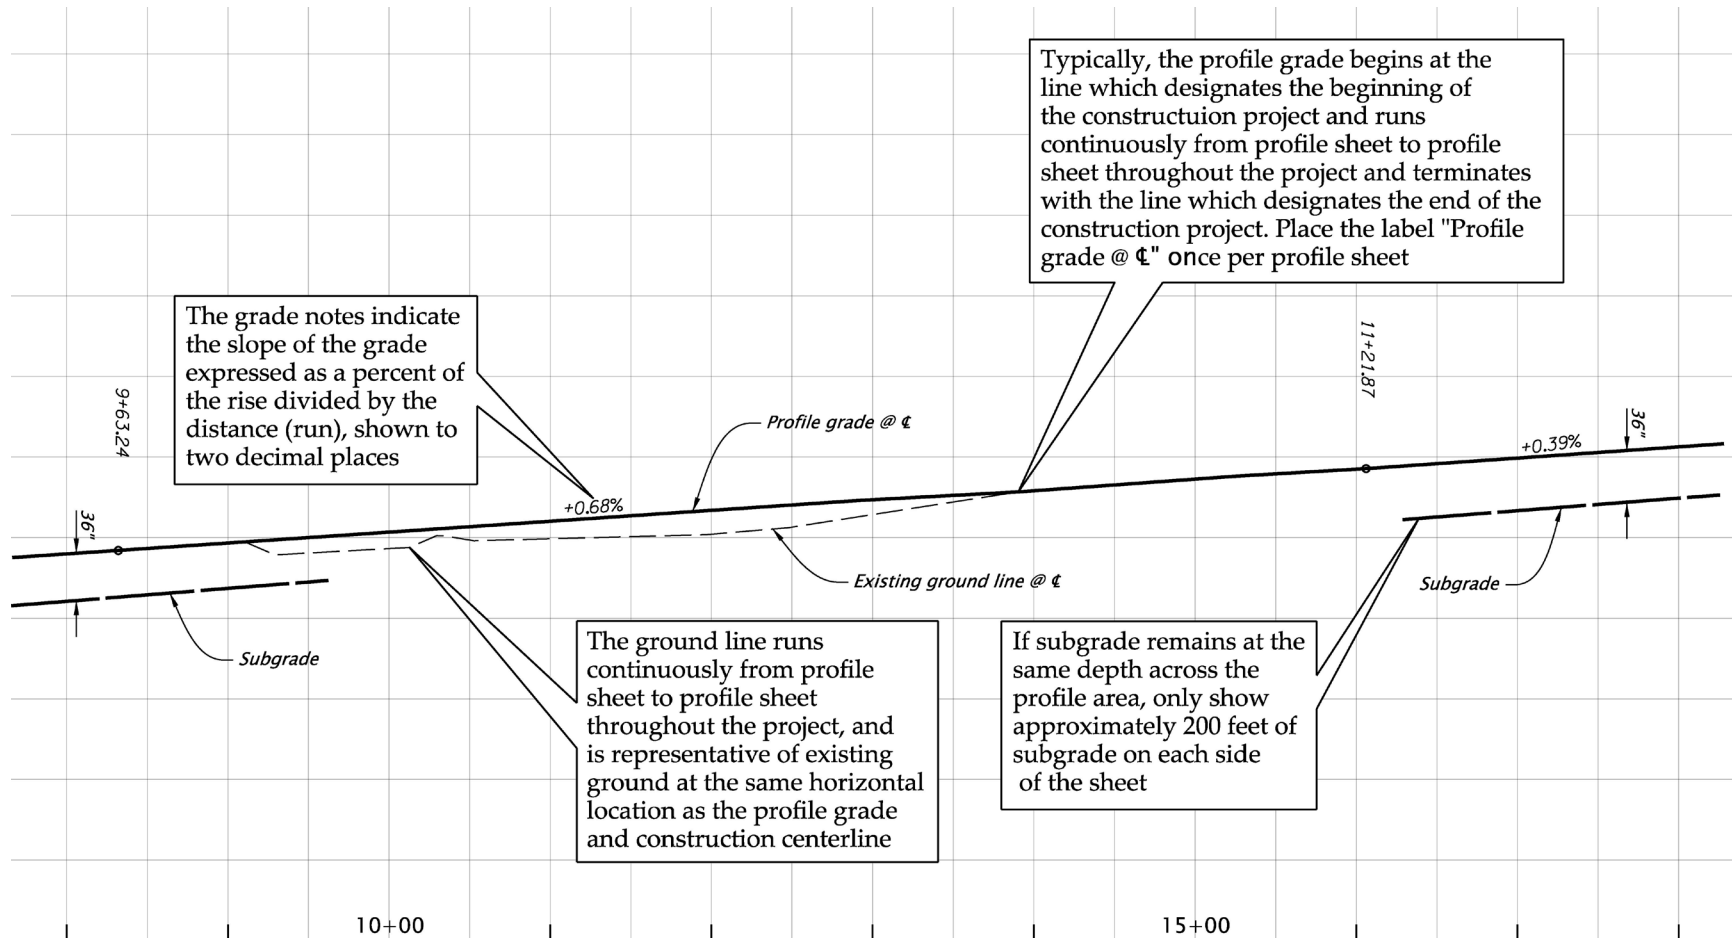 Typically, the profile grade begins at the
line which designates the beginning of
the constructuion project and runs
continuously from profile sheet to profile
sheet throughout the project and terminates
with the line which designates the end of the
construction project. Place the label "Profile
grade @ ℄" once per profile sheet
The grade notes indicate
the slope of the grade
expressed as a percent of
the rise divided by the
distance (run), shown to
two decimal places
9+63.24
11+21.87
Profile grade @ ℄
36"
+0.39%
+0.68%
36"
Existing ground line @ ℄
Subgrade
Subgrade
The ground line runs
continuously from profile
sheet to profile sheet
throughout the project, and
is representative of existing
ground at the same horizontal
location as the profile grade
and construction centerline
If subgrade remains at the
same depth across the
profile area, only show
approximately 200 feet of
subgrade on each side
of the sheet
10+00
15+00